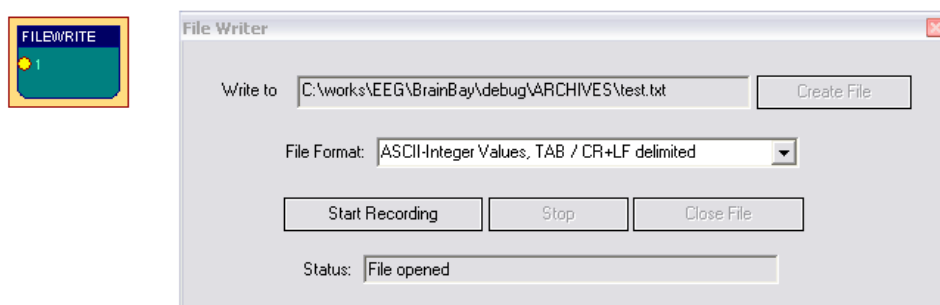 FILEWRITE
1
File Writer
Write to C:\works\EEG\BrainBay\debug\ARCHIVES\test.txt Create File
File Format: ASCII-Integer Values, TAB / CR+LF delimited
Start Recording Stop Close File
Status: File opened